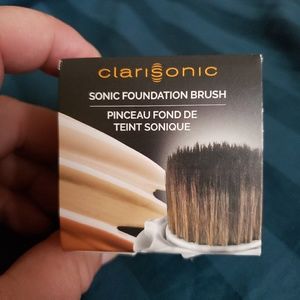 clarisonic
SONIC FOUNDATION BRUSH
PINCEAU FOND DE
TEINT SONIQUE